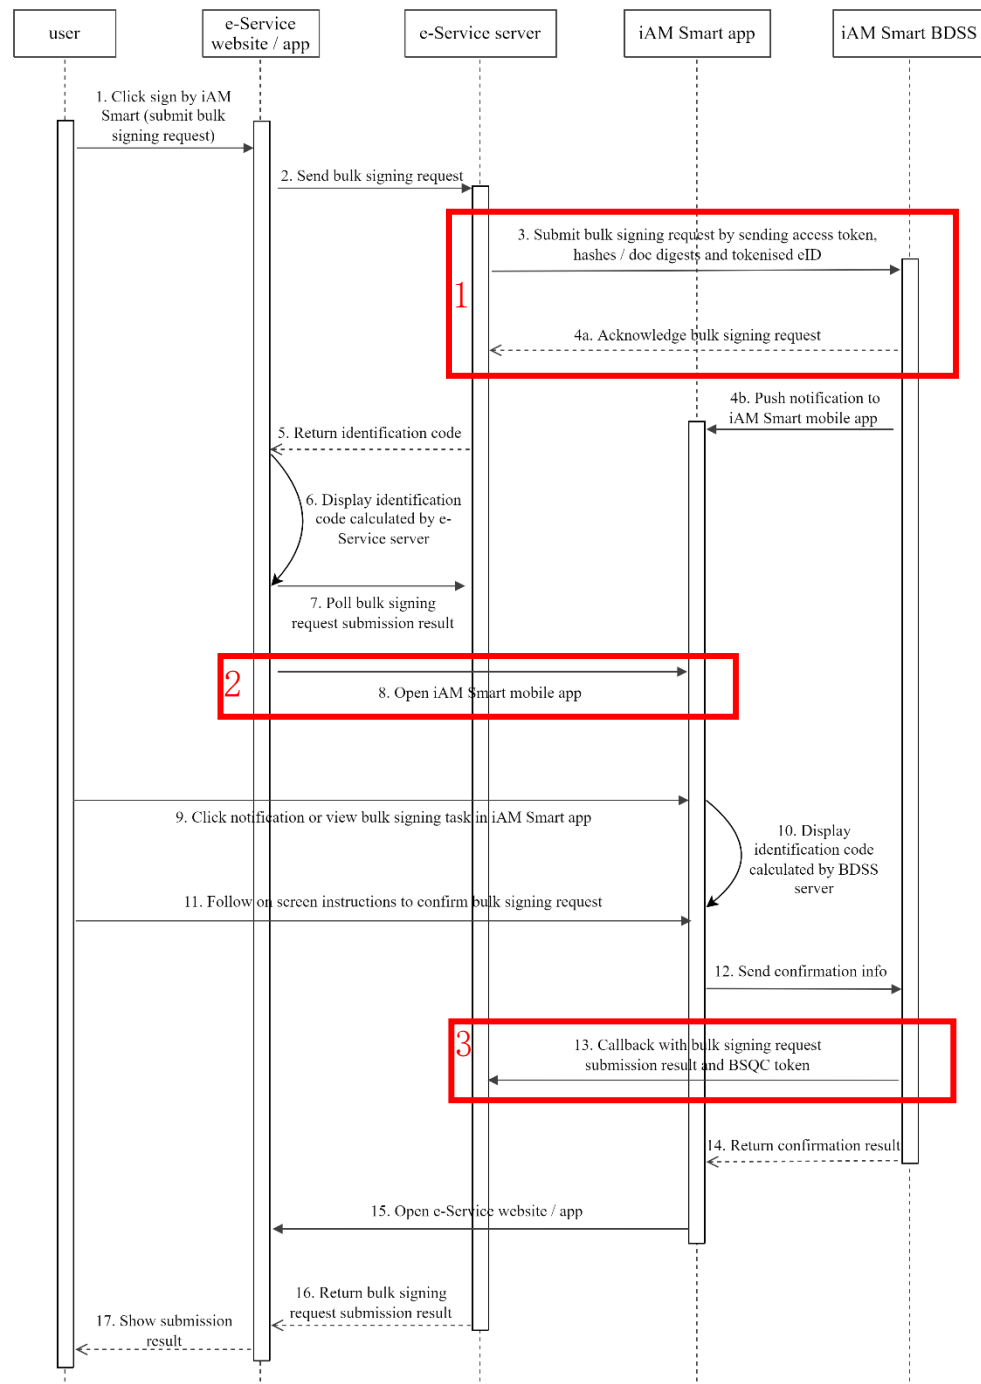 user
e-Service
website / app
e-Service server
iAM Smart app
iAM Smart BDSS
1. Click sign by iAM
Smart (submit bulk
signing request)
2. Send bulk signing request
1
3. Submit bulk signing request by sending access token,
hashes / doc digests and tokenised eID
4a. Acknowledge bulk signing request
4b. Push notification to
iAM Smart mobile app
5. Return identification code
6. Display identification
code calculated by e-
Service server
7. Poll bulk signing
request submission result
2
8. Open iAM Smart mobile app
9. Click notification or view bulk signing task in iAM Smart app
10. Display
identification code
calculated by BDSS
server
11. Follow on screen instructions to confirm bulk signing request
12. Send confirmation info
3
13. Callback with bulk signing request
submission result and BSQC token
14. Return confirmation result
15. Open e-Service website / app
16. Return bulk signing
request submission result
17. Show submission
result